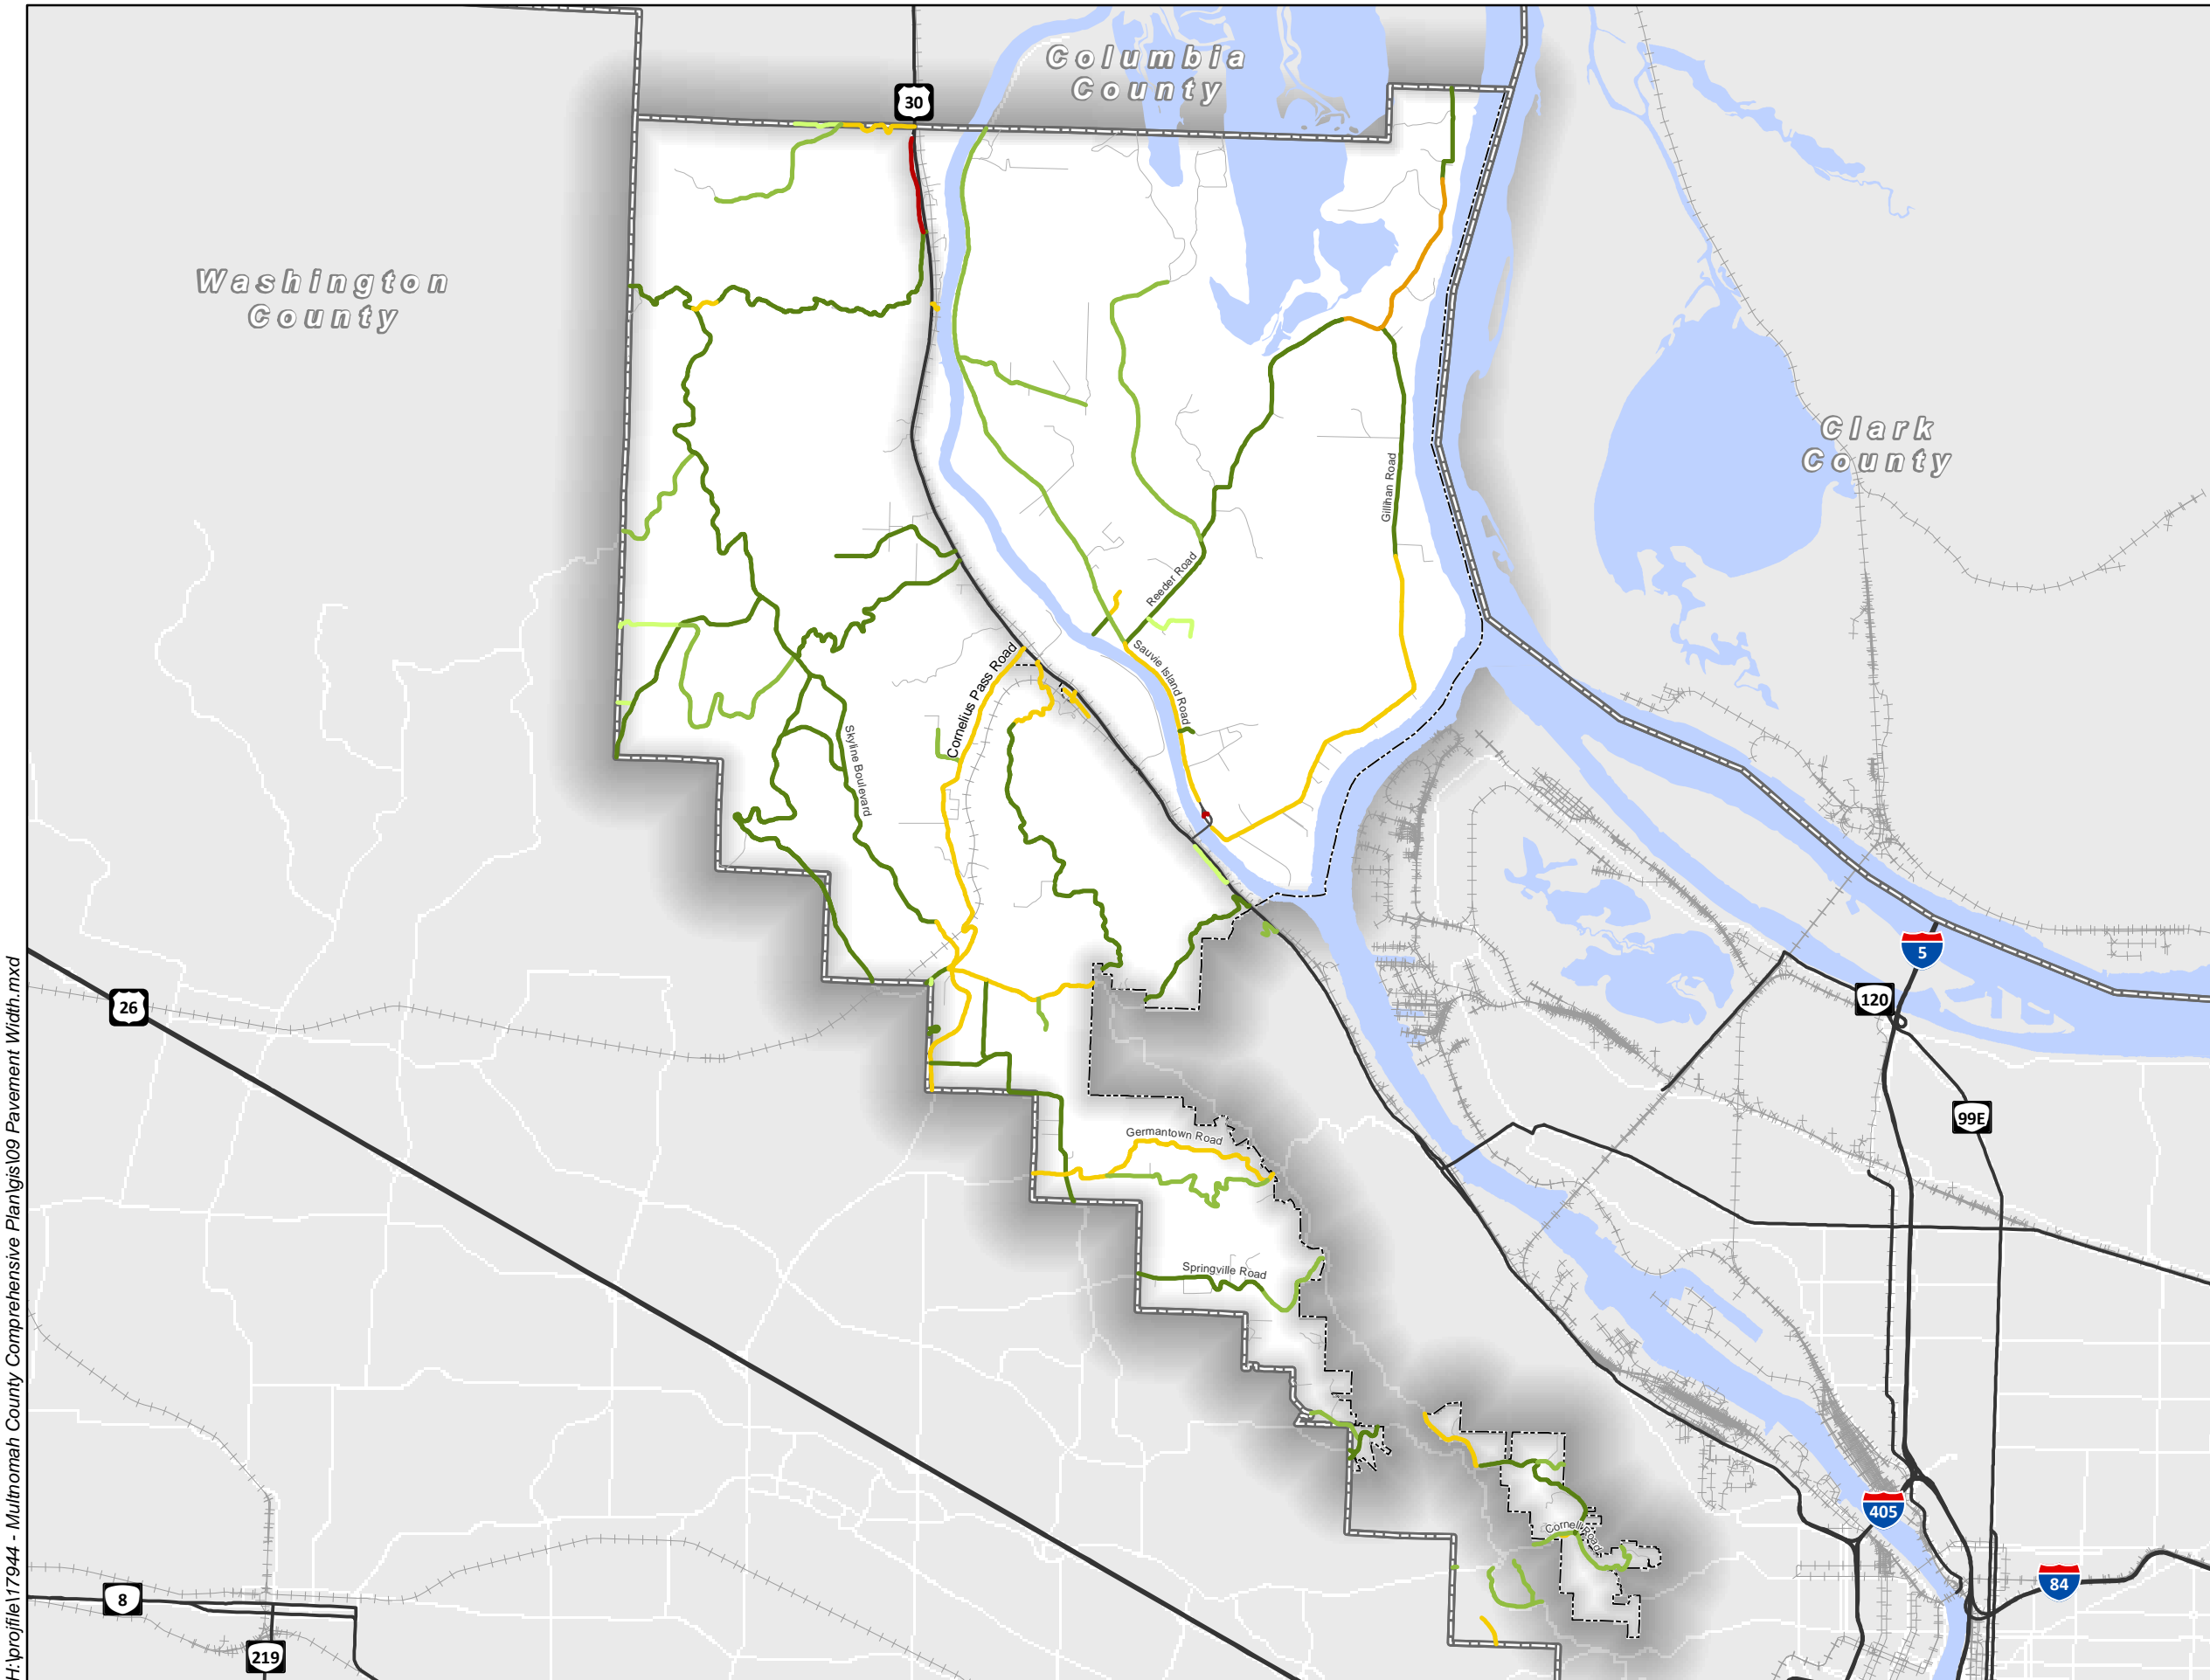 Columbia
County
30
Washington
County
Clark
County
Gillihan Road
Reeder Road
Sauvie Island Road
Cornelius Pass Road
Skyline Boulevard
5
120
26
99E
Germantown Road
Springville Road
Cornell Road
405
84
8
219
H:\projfile\17944 - Multnomah County Comprehensive Plan\gis\09 Pavement Width.mxd